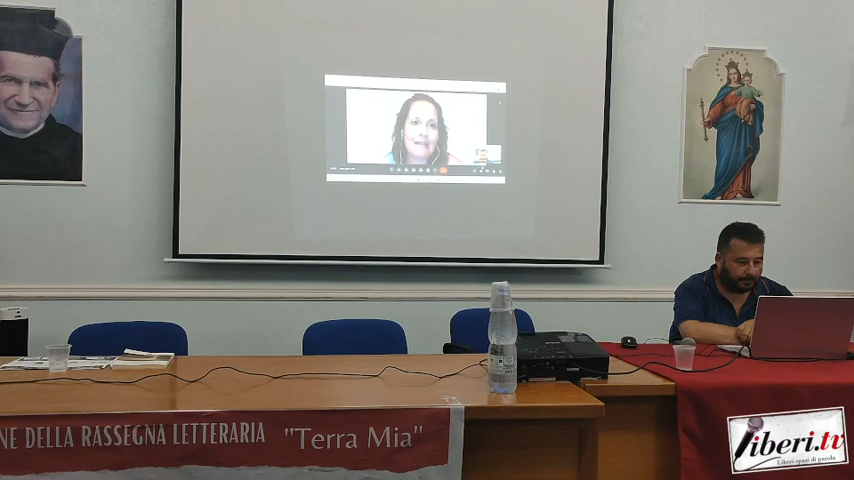 NE DELLA RASSEGNA LETTERARIA "Terra Mia"
liberi.tv
Liberi spazi di parola